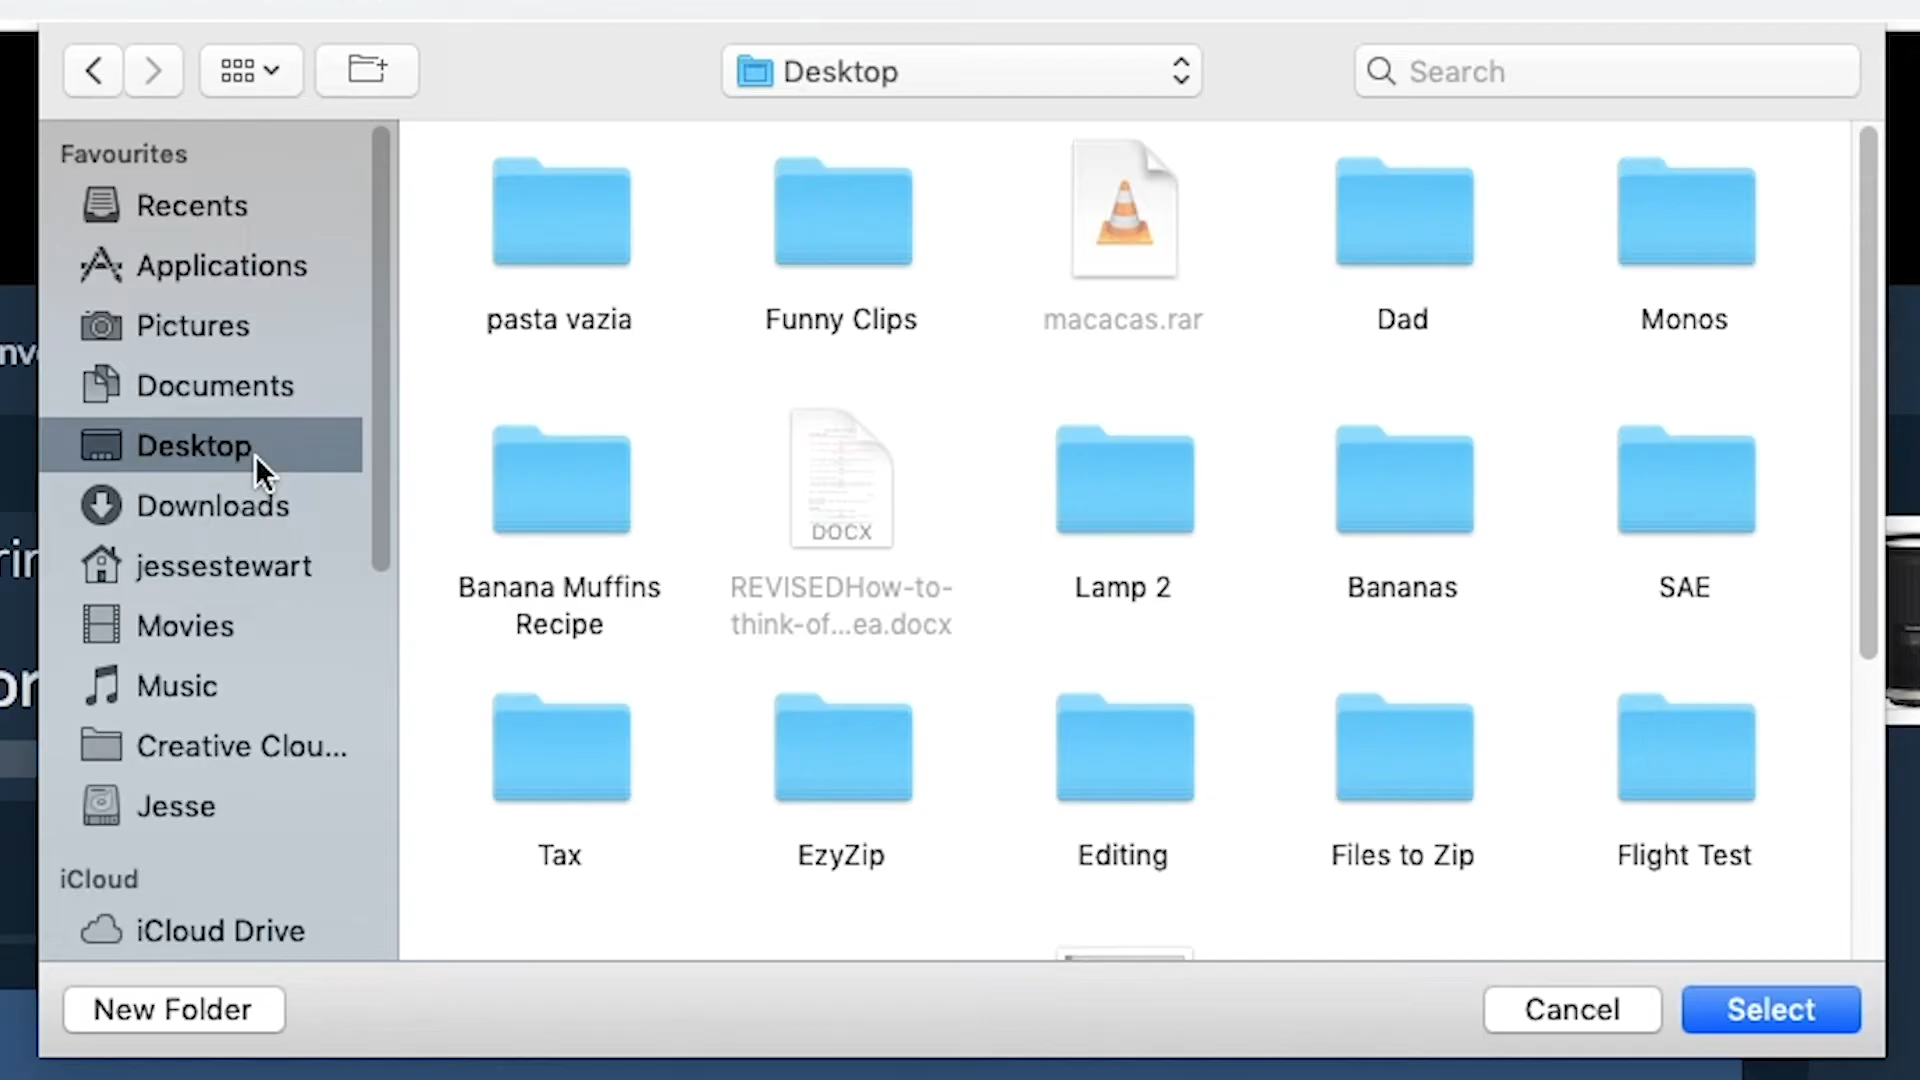 Desktop
Search
Favourites
Recents
Applications
Pictures
Documents
Desktop
Downloads
jessestewart
Movies
Music
Creative Clou...
Jesse
iCloud
iCloud Drive
pasta vazia
Funny Clips
macacas.rar
Dad
Monos
DOCX
Banana Muffins
Recipe
REVISEDHow-to-
think-of...ea.docx
Lamp 2
Bananas
SAE
Tax
EzyZip
Editing
Files to Zip
Flight Test
New Folder
Cancel
Select